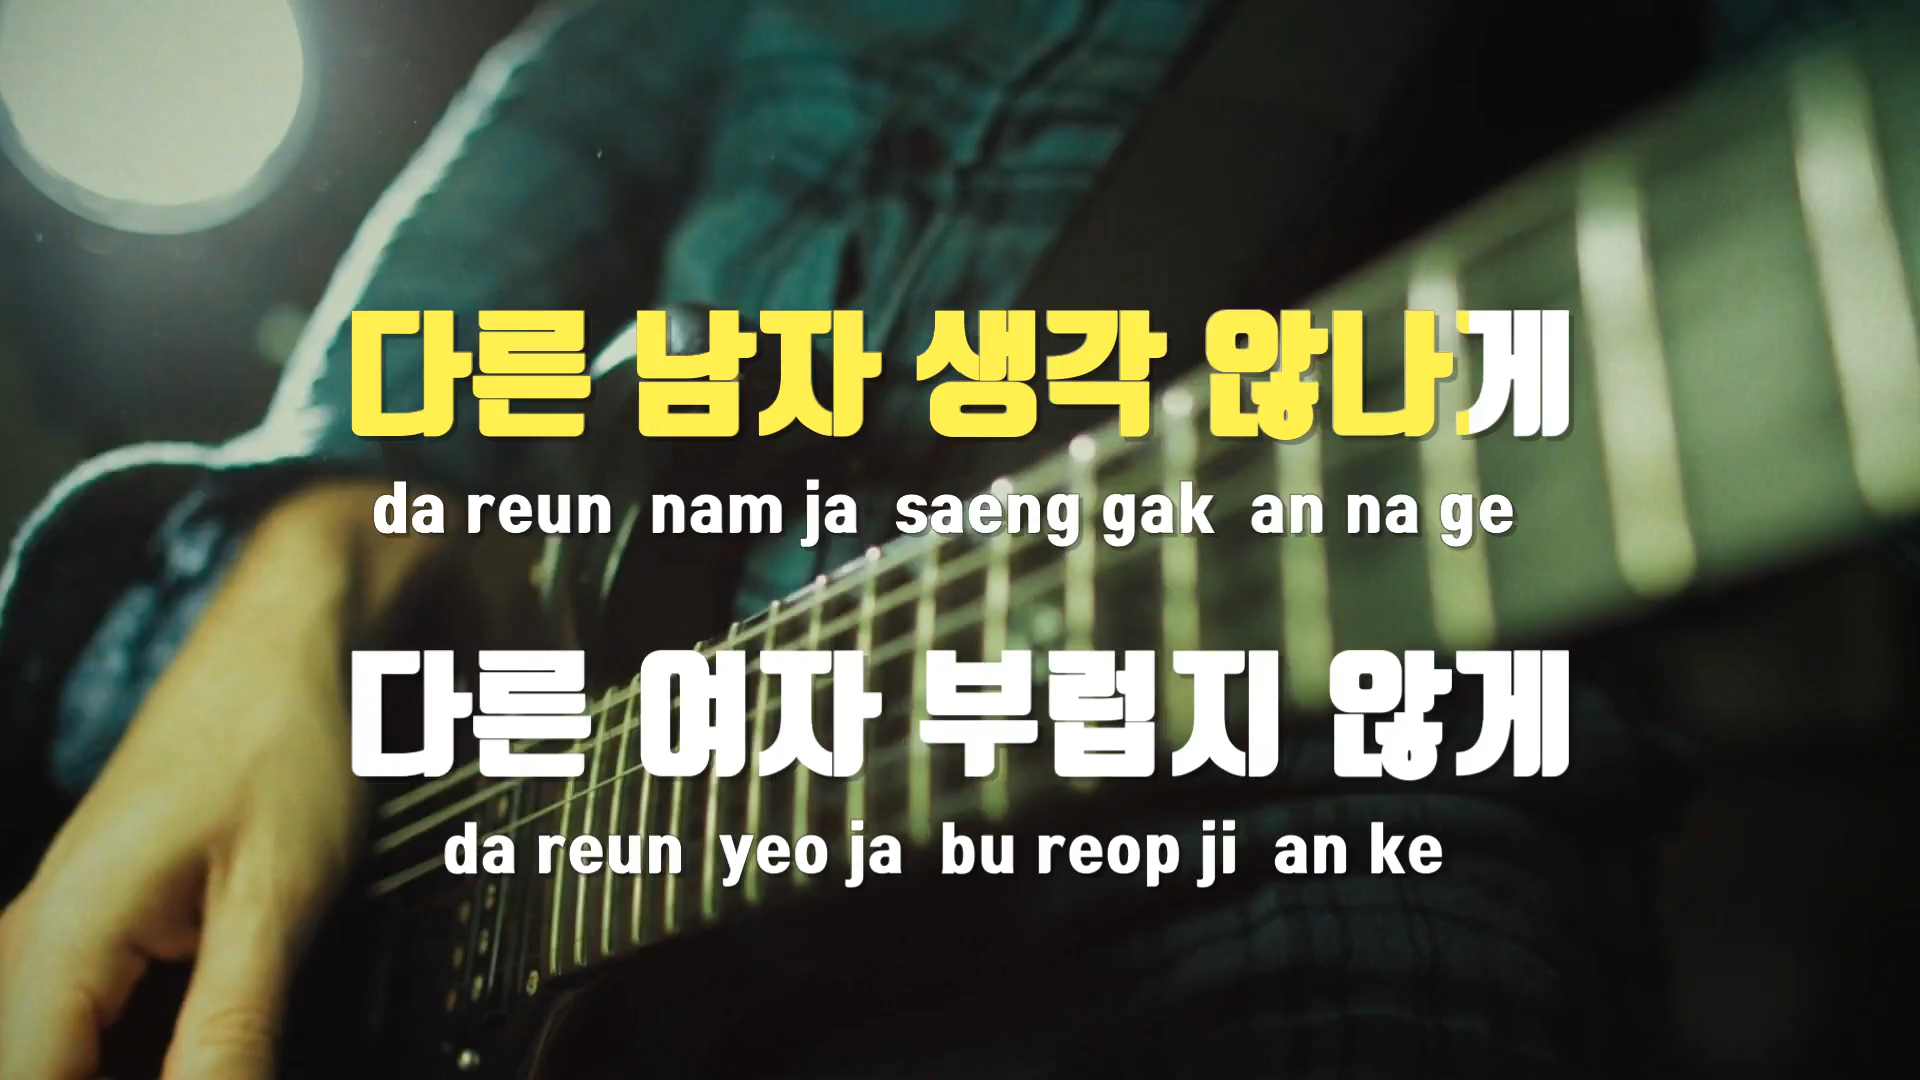 다른 남자 생각 않나게
da reun nam ja saeng gak an na ge
다른 여자 부럽지 않게
da reun yeo ja bu reop ji an ke